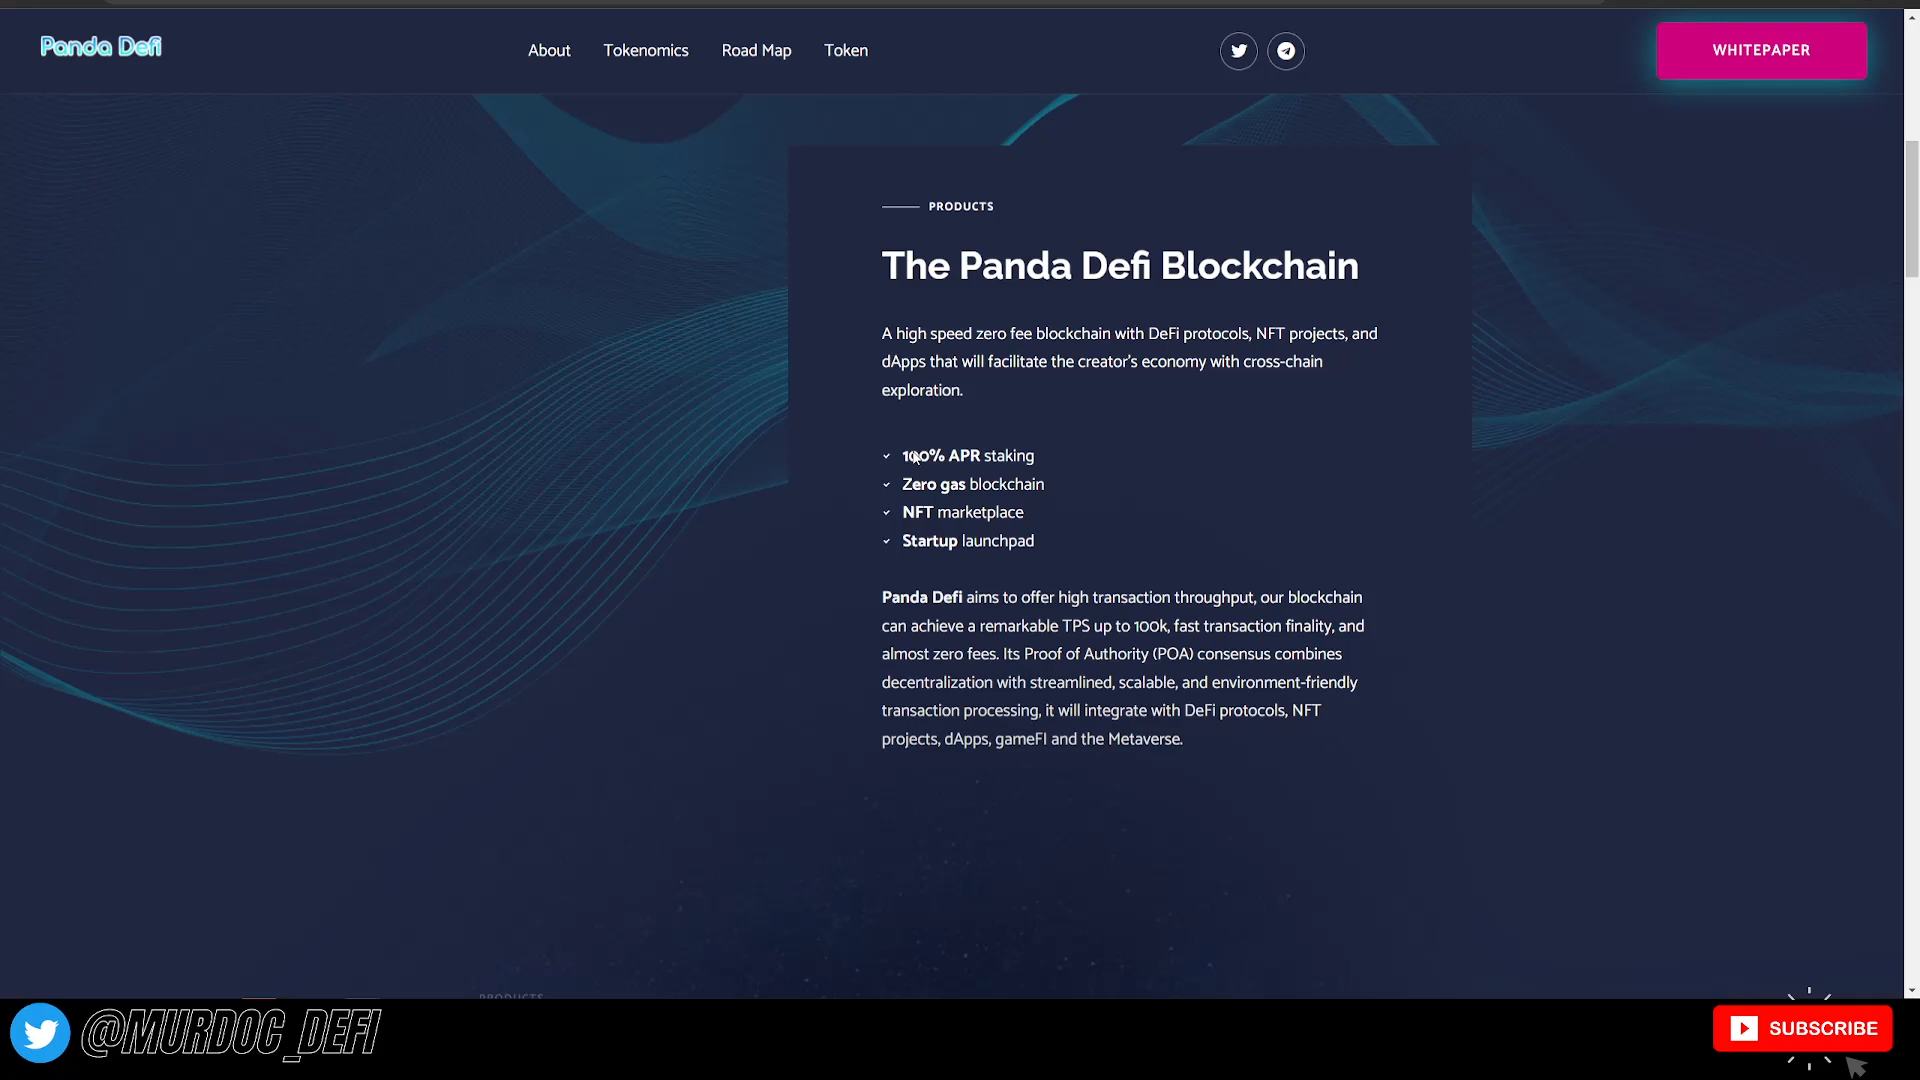 Panda Defi
About
Tokenomics
Road Map
Token
WHITEPAPER
PRODUCTS
The Panda Defi Blockchain
A high speed zero fee blockchain with DeFi protocols, NFT projects, and
dApps that will facilitate the creator's economy with cross-chain
exploration.
100% APR staking
Zero gas blockchain
NFT marketplace
Startup launchpad
Panda Defi aims to offer high transaction throughput, our blockchain
can achieve a remarkable TPS up to 100k, fast transaction finality, and
almost zero fees. Its Proof of Authority (POA) consensus combines
decentralization with streamlined, scalable, and environment-friendly
transaction processing, it will integrate with DeFi protocols, NFT
projects, dApps, gameFI and the Metaverse.
PRODUCTS
@MURDOC_DEFI
SUBSCRIBE